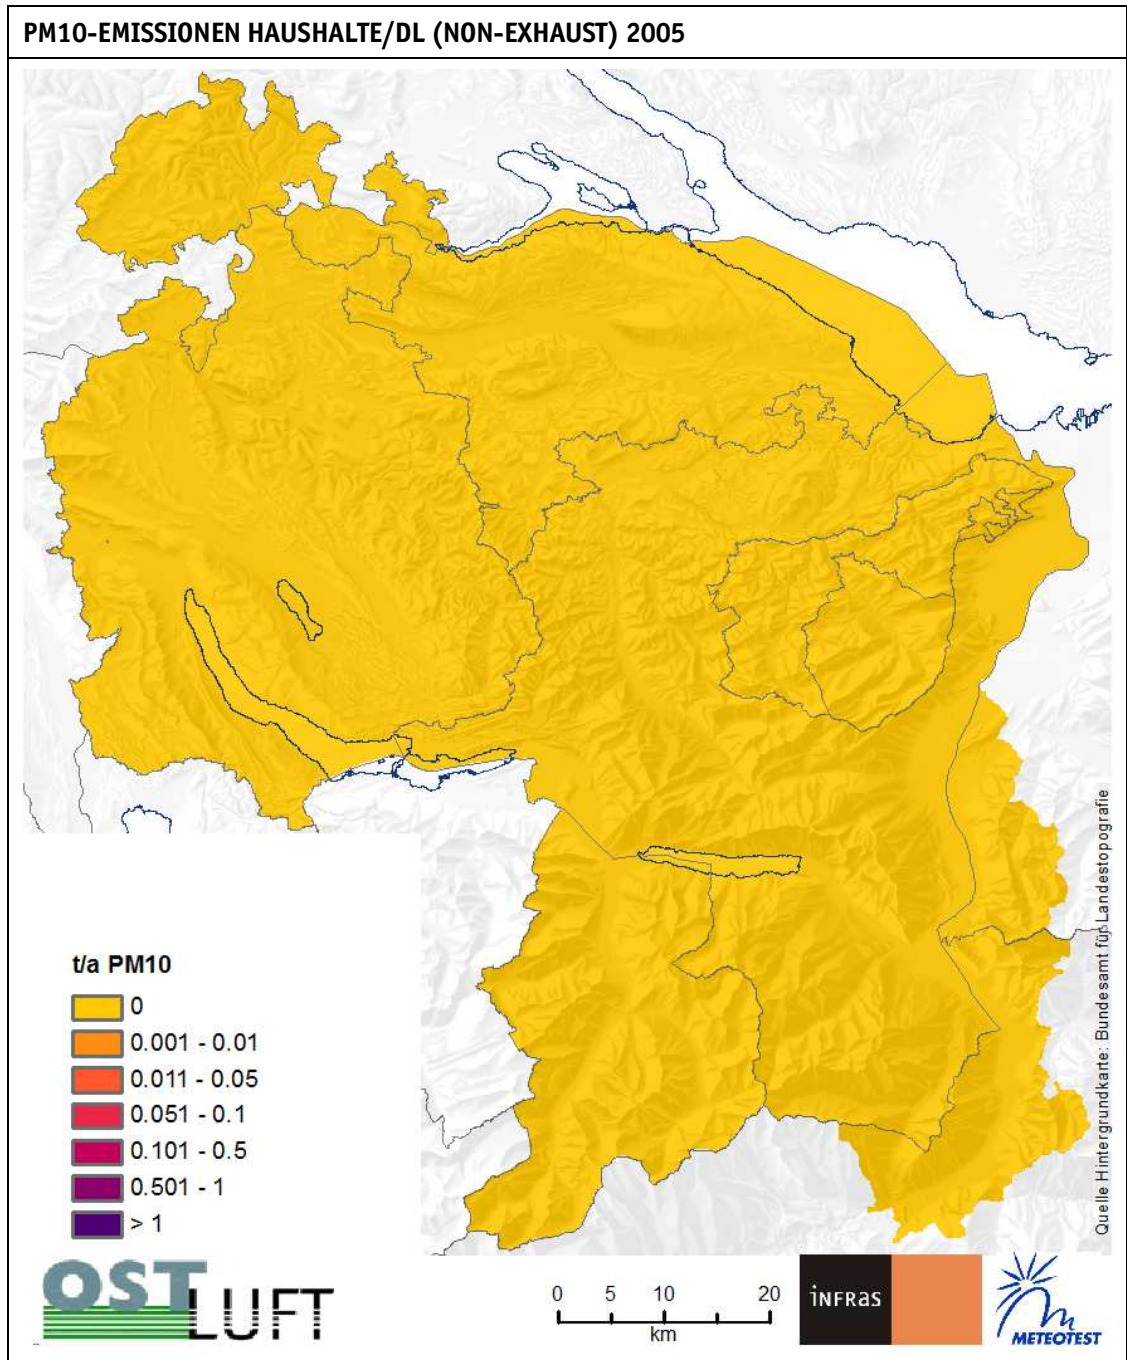 PM10-EMISSIONEN HAUSHALTE/DL (NON-EXHAUST) 2005
t/a PM10
0
0.001 - 0.01
0.011 - 0.05
0.051 - 0.1
0.101 - 0.5
0.501 - 1
> 1
Quelle Hintergrundkarte: Bundesamt für Landestopografie
OST
LUFT
0 5 10 20
km
iNFRas
METEOTEST